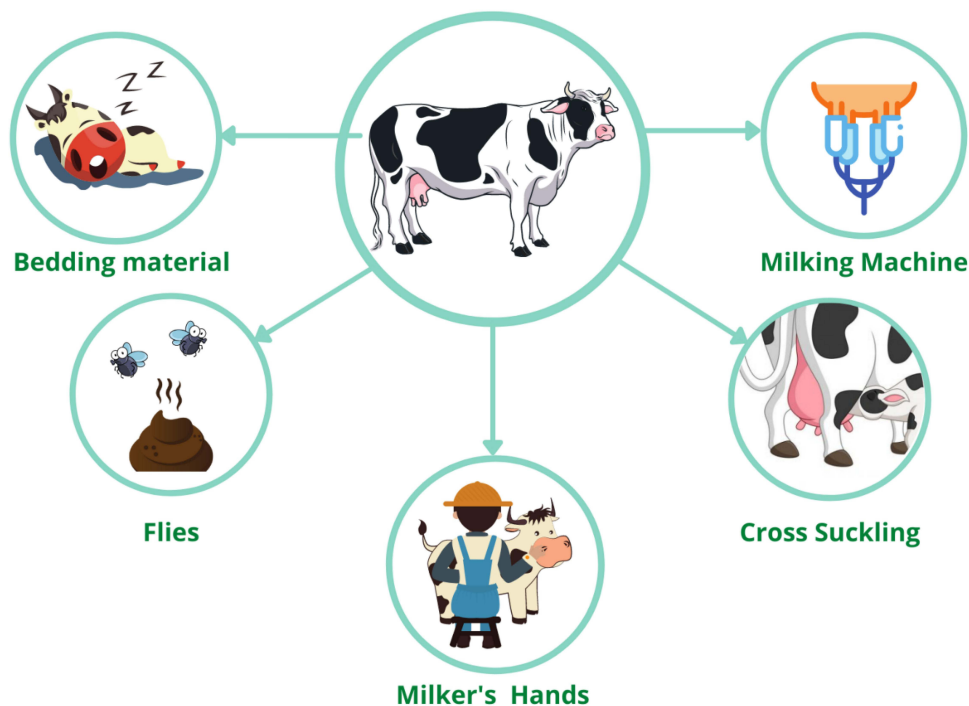 Bedding material
Milking Machine
Flies
Cross Suckling
Milker's Hands